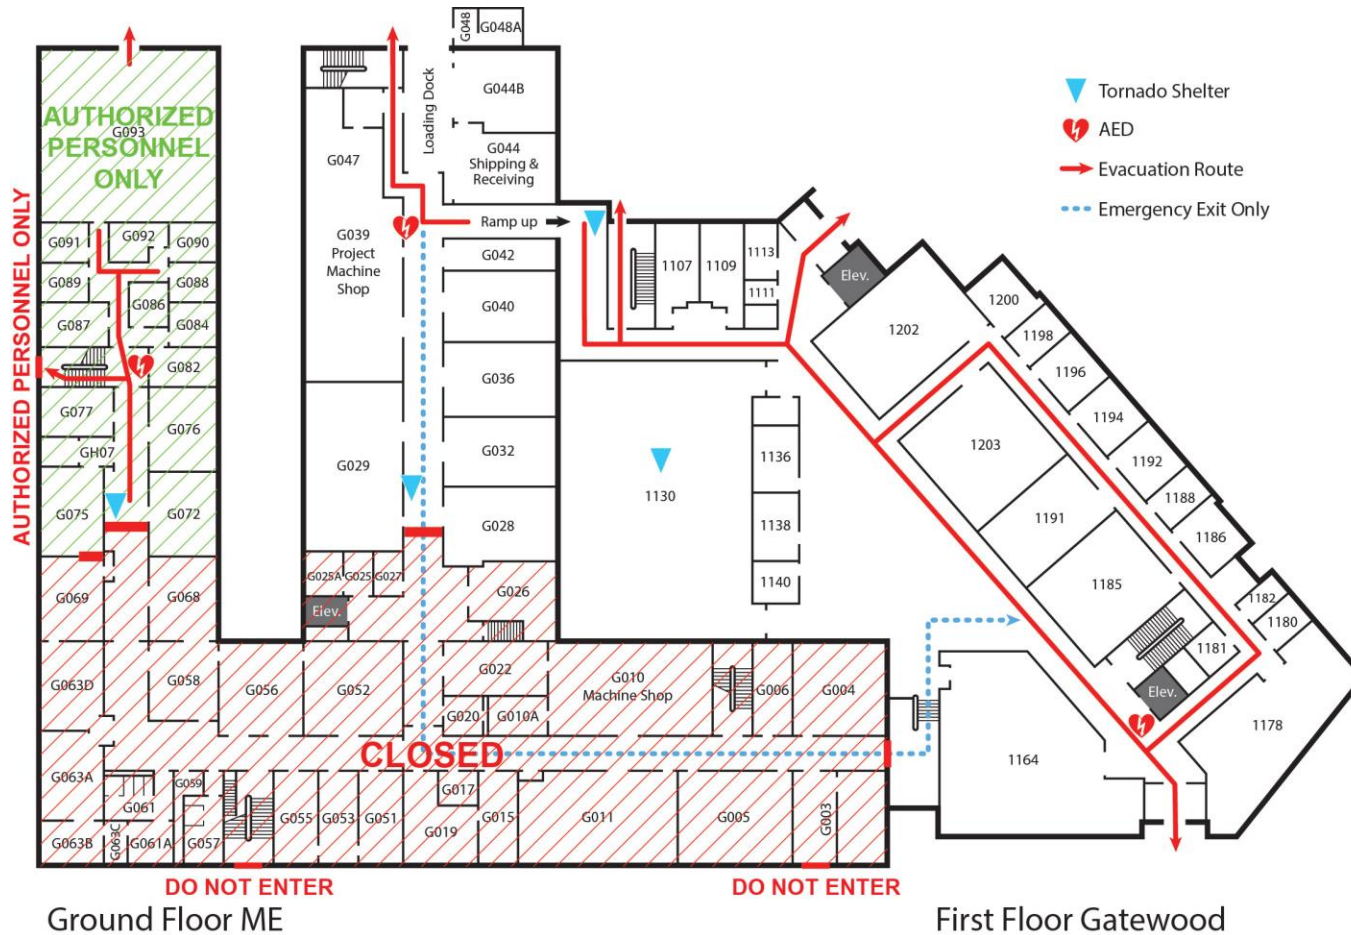 G048
G048A
Tornado Shelter
AED
Evacuation Route
Emergency Exit Only
AUTHORIZED
G093
PERSONNEL
ONLY
Loading Dock
G044B
G047
G044
Shipping &
Receiving
AUTHORIZED PERSONNEL ONLY
Ramp up
G091
G092
G090
G039
Project
Machine
Shop
G042
1107
1109
1113
1111
Elev.
G089
G088
G086
G087
G084
G040
1200
1202
1198
G082
G036
1196
G077
G076
1194
GH07
1203
G029
G032
1136
1192
1130
1188
G075
G072
G028
1191
1138
1186
G025A
G025
G027
1140
1185
G069
G068
G026
Elev.
1182
1180
1181
G063D
G058
G056
G052
G022
G010
Machine Shop
G006
G004
Elev.
G020
G010A
1178
CLOSED
1164
G063A
G059
G017
G061
G055
G053
G051
G019
G015
G011
G005
G003
G063B
G063C
G061A
G057
DO NOT ENTER
DO NOT ENTER
Ground Floor ME
First Floor Gatewood